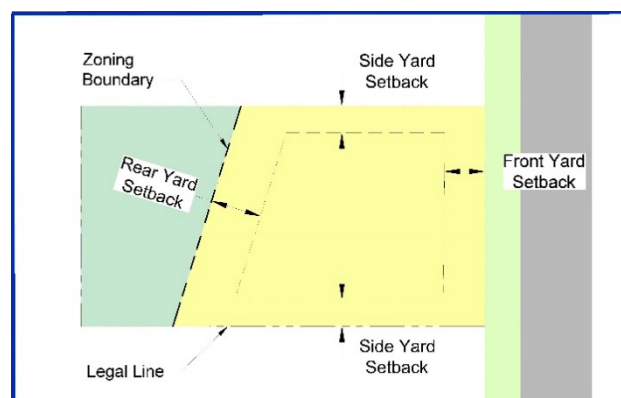 Zoning
Boundary
Side Yard
Setback
Rear Yard
Setback
Front Yard
Setback
Legal Line
Side Yard
Setback